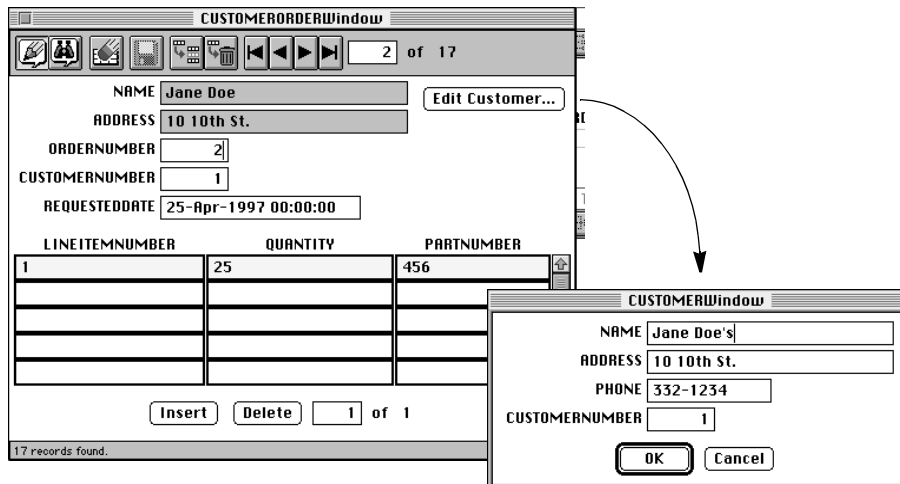 CUSTOMERORDERWindow
2 of 17
NAME Jane Doe
Edit Customer...
ADDRESS 10 10th St.
ORDERNUMBER 2
CUSTOMERNUMBER 1
REQUESTEDDATE 25-Apr-1997 00:00:00
LINEITEMNUMBER QUANTITY PARTNUMBER
1 25 456
Insert Delete 1 of 1
17 records found.
CUSTOMERWindow
NAME Jane Doe's
ADDRESS 10 10th St.
PHONE 332-1234
CUSTOMERNUMBER 1
OK Cancel